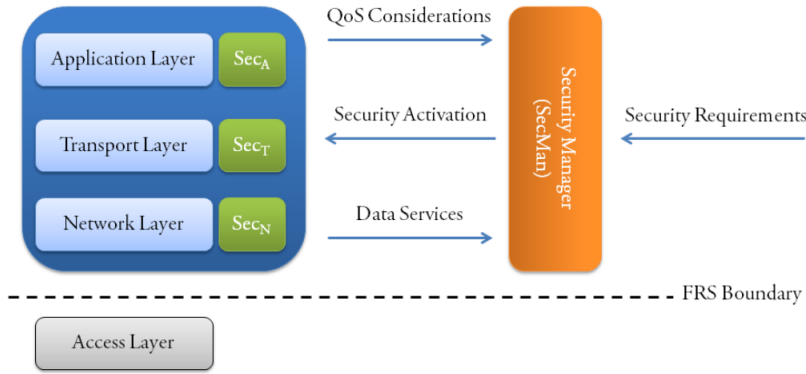 QoS Considerations
Application Layer
SecA
Security Activation
Security Requirements
Transport Layer
SecT
Security Manager
(SecMan)
Data Services
Network Layer
SecN
FRS Boundary
Access Layer